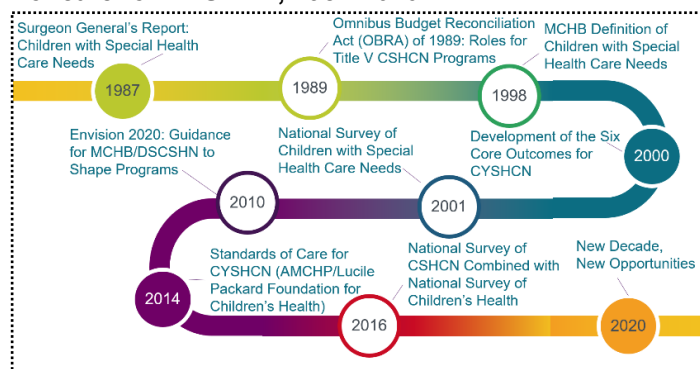 Surgeon General's Report:
Children with Special Health
Care Needs
1987
Omnibus Budget Reconciliation
Act (OBRA) of 1989: Roles for
Title V CSHCN Programs
1989
MCHB Definition of
Children with Special
Health Care Needs
1998
Development of the Six
Core Outcomes for
CYSHCN
2000
National Survey of
Children with Special
Health Care Needs
2001
Envision 2020: Guidance
for MCHB/DSCSHN to
Shape Programs
2010
Standards of Care for
CYSHCN (AMCHP/Lucile
Packard Foundation for
Children's Health)
2014
National Survey of
CSHCN Combined with
National Survey of
Children's Health
2016
New Decade,
New Opportunities
2020